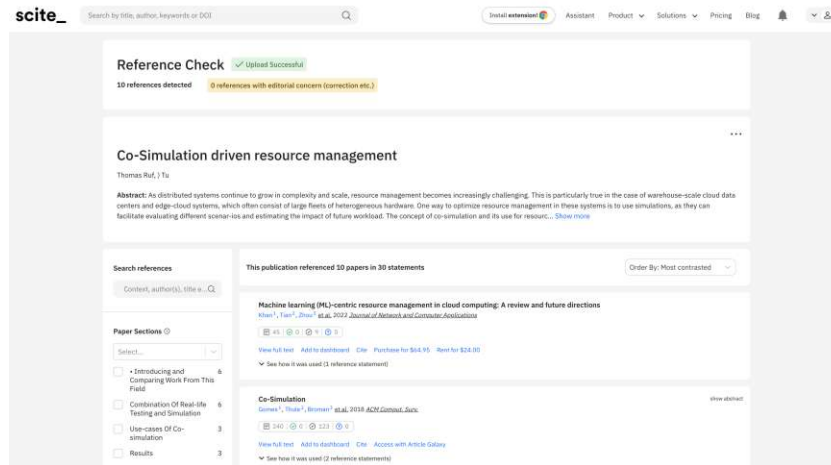 scite_
Search by title, author, keywords or DOI
Install extension!
Assistant
Product
Solutions
Pricing
Blog
Reference Check
Upload Successful
10 references detected
0 references with editorial concern (correction etc.)
Co-Simulation driven resource management
Thomas Ruf, ) Tu
Abstract: As distributed systems continue to grow in complexity and scale, resource management becomes increasingly challenging. This is particularly true in the case of warehouse-scale cloud data
centers and edge-cloud systems, which often consist of large fleets of heterogeneous hardware. One way to optimize resource management in these systems is to use simulations, as they can
facilitate evaluating different scenar-ios and estimating the impact of future workload. The concept of co-simulation and its use for resourc... Show more
Search references
Context, author(s), title e...
Paper Sections
Select...
• Introducing and 6
Comparing Work From This
Field
Combination Of Real-life 6
Testing and Simulation
Use-cases Of Co- 3
simulation
Results 3
This publication referenced 10 papers in 30 statements
Order By: Most contrasted
Machine learning (ML)-centric resource management in cloud computing: A review and future directions
Khan 1, Tian 2, Zhou 3 et al. 2022 Journal of Network and Computer Applications
45 0 9 0
View full text Add to dashboard Cite Purchase for $64.95 Rent for $24.00
See how it was used (1 reference statement)
Co-Simulation
show abstract
Gomes 1, Thule 2, Broman 3 et al. 2018 ACM Comput. Surv.
240 0 123 0
View full text Add to dashboard Cite Access with Article Galaxy
See how it was used (2 reference statements)